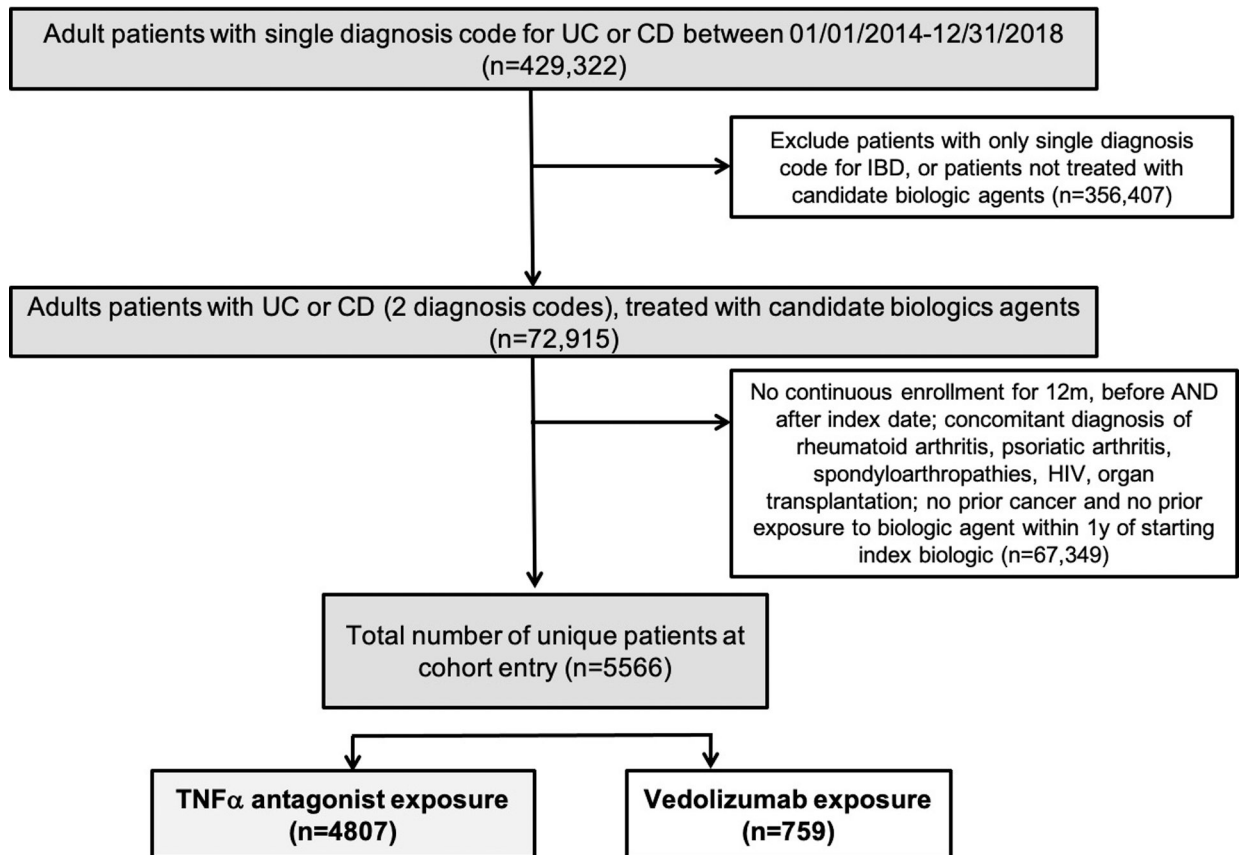 Adult patients with single diagnosis code for UC or CD between 01/01/2014-12/31/2018
(n=429,322)
Exclude patients with only single diagnosis
code for IBD, or patients not treated with
candidate biologic agents (n=356,407)
Adults patients with UC or CD (2 diagnosis codes), treated with candidate biologics agents
(n=72,915)
No continuous enrollment for 12m, before AND
after index date; concomitant diagnosis of
rheumatoid arthritis, psoriatic arthritis,
spondyloarthropathies, HIV, organ
transplantation; no prior cancer and no prior
exposure to biologic agent within 1y of starting
index biologic (n=67,349)
Total number of unique patients at
cohort entry (n=5566)
TNFα antagonist exposure
(n=4807)
Vedolizumab exposure
(n=759)